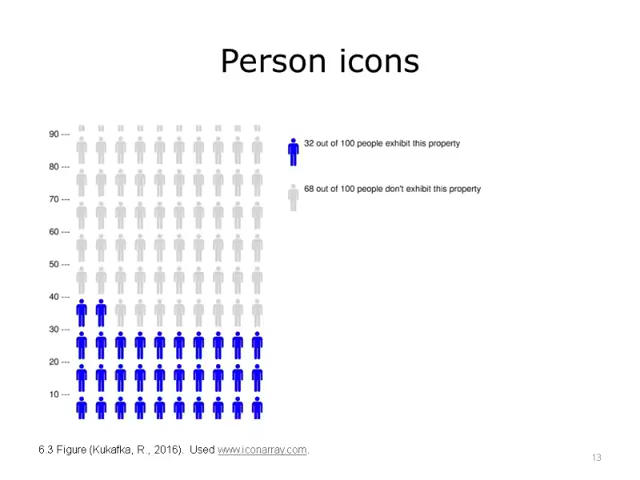 Person icons
90 ---
32 out of 100 people exhibit this property
80 ---
68 out of 100 people don't exhibit this property
70 ---
60 ---
50 ---
40 ---
30 ---
20 ---
10 ---
6.3 Figure (Kukafka, R., 2016). Used www.iconarray.com.
13